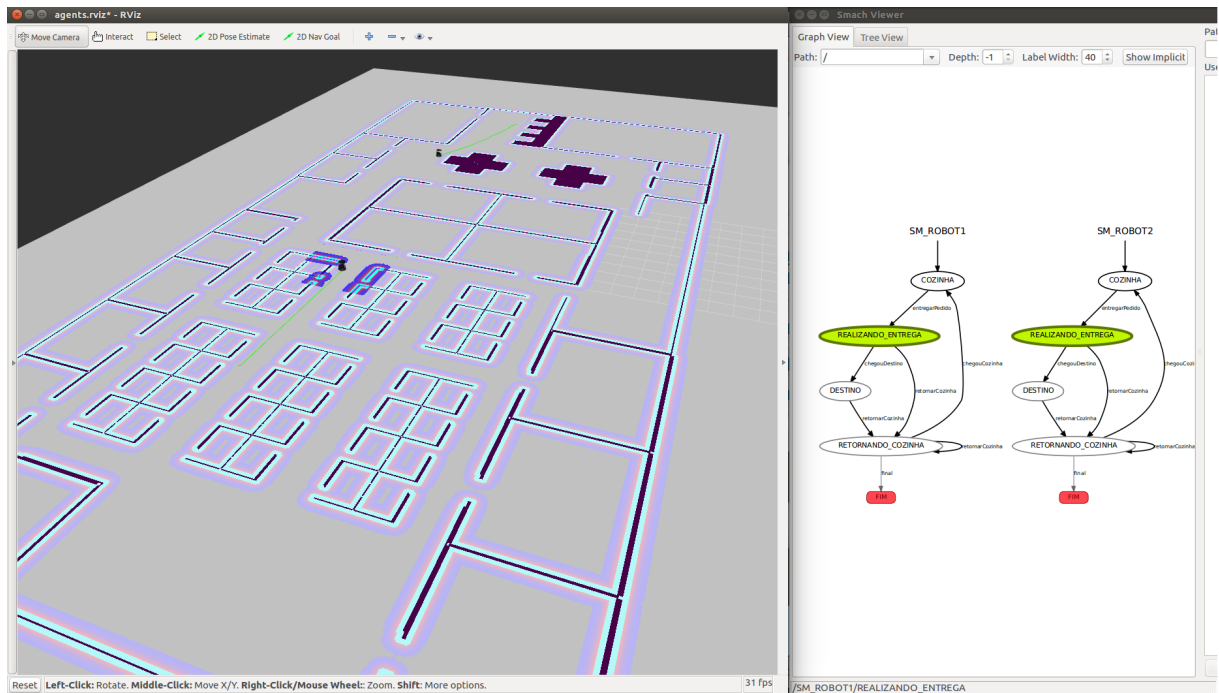 agents.rviz* - RViz
Move Camera Interact Select 2D Pose Estimate 2D Nav Goal
Reset Left-Click: Rotate. Middle-Click: Move X/Y. Right-Click/Mouse Wheel:: Zoom. Shift: More options. 31 fps
Smach Viewer
Graph View Tree View
Path: / Depth: -1 Label Width: 40 Show Implicit
SM_ROBOT1 SM_ROBOT2
COZINHA COZINHA
entregarPedido entregarPedido
REALIZANDO_ENTREGA REALIZANDO_ENTREGA
chegouDestino chegouCozinha chegouDestino chegouCozi
DESTINO retornarCozinha DESTINO retornarCozinha
retornarCozinha retornarCozinha
RETORNANDO_COZINHA retornarCozinha RETORNANDO_COZINHA retornarCozinha
final final
FIM FIM
/SM_ROBOT1/REALIZANDO_ENTREGA
Pat
Use